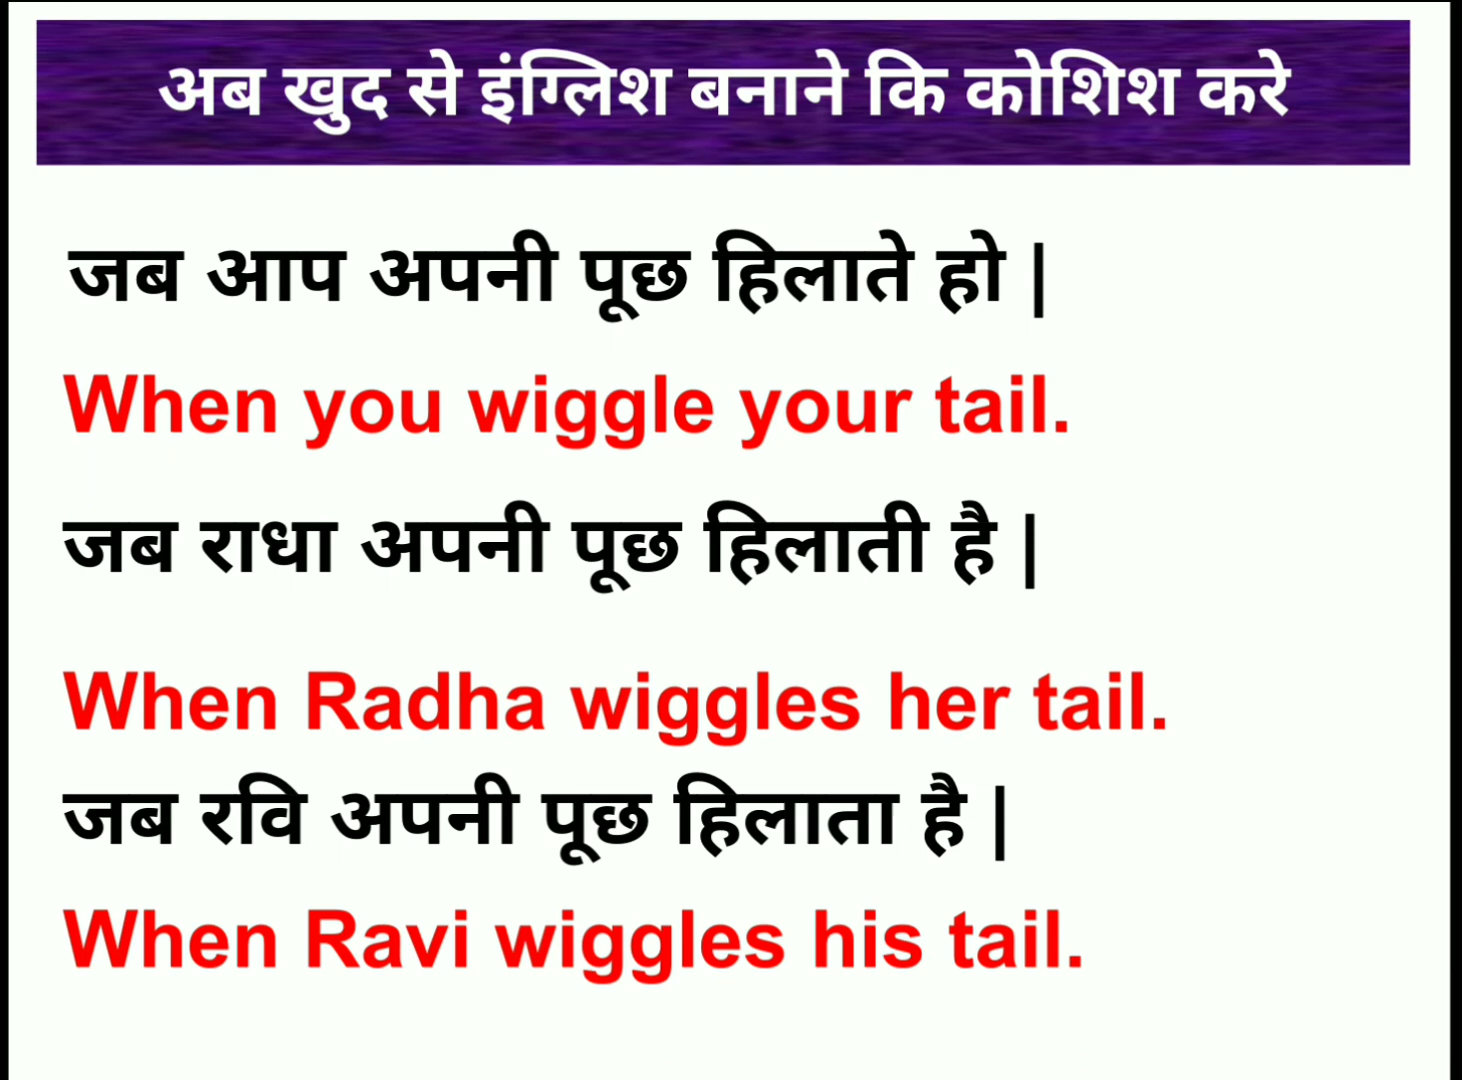 अब खुद से इंग्लिश बनाने कि कोशिश करे
जब आप अपनी पूछ हिलाते हो |
When you wiggle your tail.
जब राधा अपनी पूछ हिलाती है |
When Radha wiggles her tail.
जब रवि अपनी पूछ हिलाता है |
When Ravi wiggles his tail.